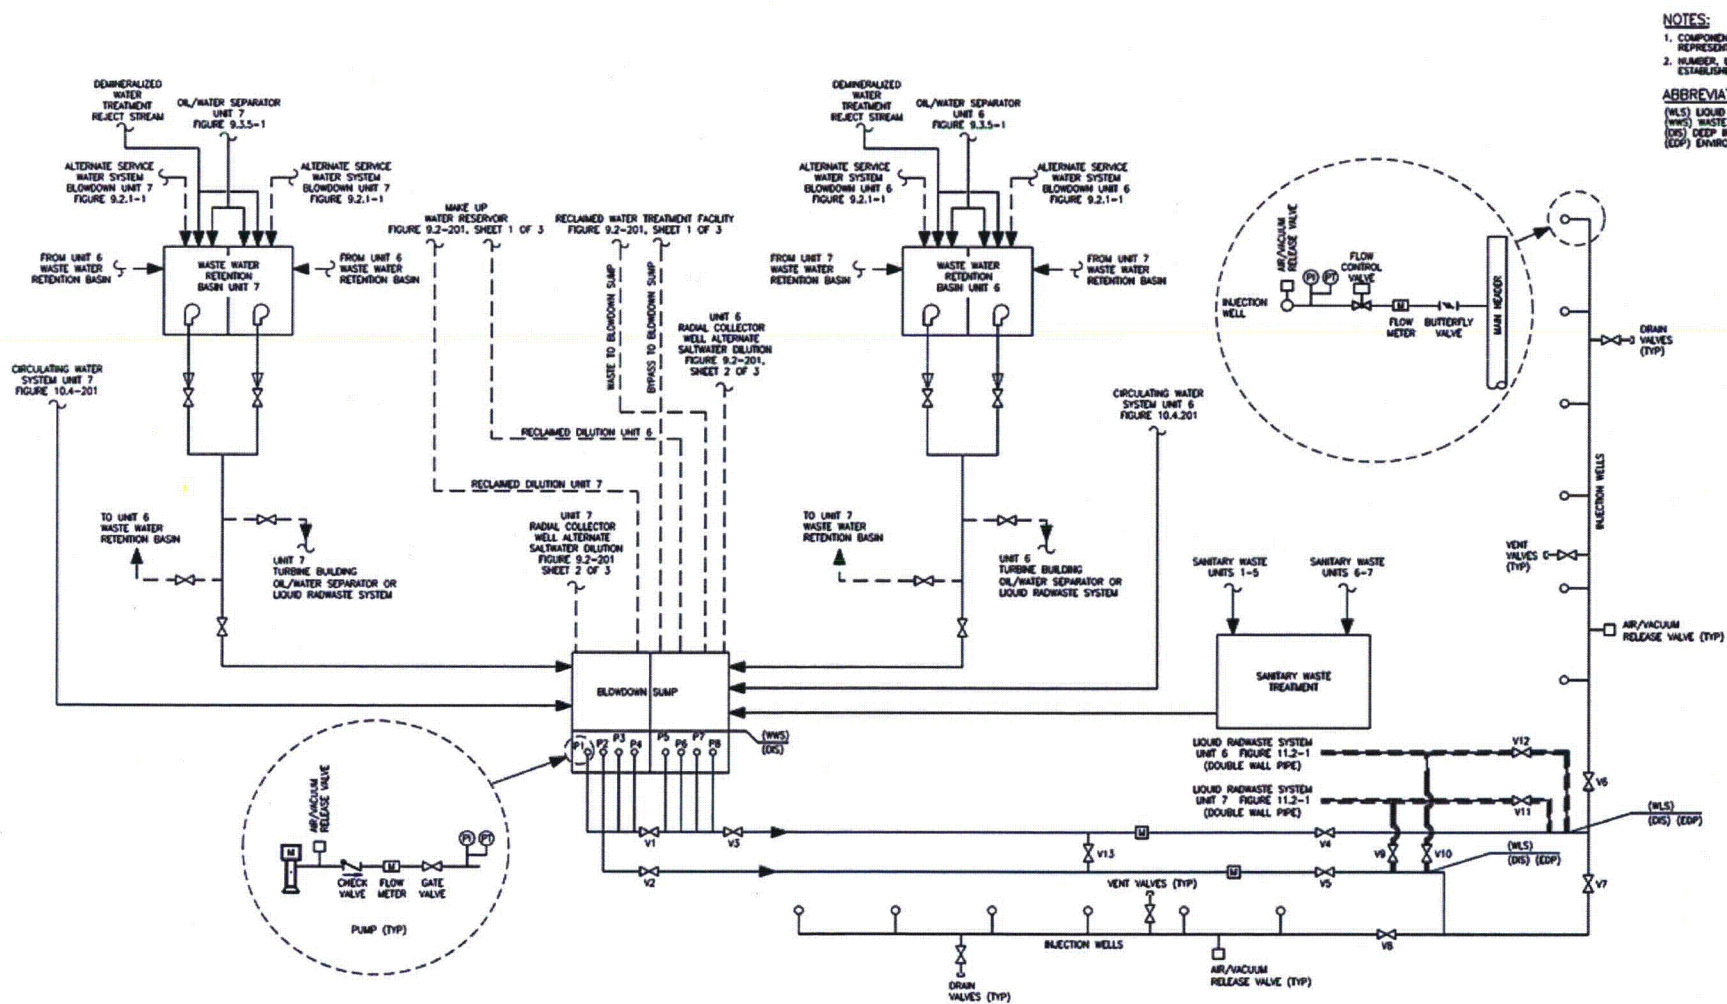 NOTES:
1. COMPONEN
REPRESENT
2. NUMBER,
ESTABLISHE
ABBREVIAT
(WLS) LIQUID
(WWS) WASTE
(DIS) DEEP
(EDP) ENVIRO
DEMINERALIZED
WATER
TREATMENT
REJECT STREAM
OIL/WATER SEPARATOR
UNIT 7
FIGURE 9.3.5-1
ALTERNATE SERVICE
WATER SYSTEM
BLOWDOWN UNIT 7
FIGURE 9.2.1-1
ALTERNATE SERVICE
WATER SYSTEM
BLOWDOWN UNIT 7
FIGURE 9.2.1-1
FROM UNIT 6
WASTE WATER
RETENTION BASIN
WASTE WATER
RETENTION
BASIN UNIT 7
FROM UNIT 6
WASTE WATER
RETENTION BASIN
MAKE UP
WATER RESERVOIR
FIGURE 9.2-201, SHEET 1 OF 3
RECLAIMED WATER TREATMENT FACILITY
FIGURE 9.2-201, SHEET 1 OF 3
DEMINERALIZED
WATER
TREATMENT
REJECT STREAM
OIL/WATER SEPARATOR
UNIT 6
FIGURE 9.3.5-1
ALTERNATE SERVICE
WATER SYSTEM
BLOWDOWN UNIT 6
FIGURE 9.2.1-1
ALTERNATE SERVICE
WATER SYSTEM
BLOWDOWN UNIT 6
FIGURE 9.2.1-1
FROM UNIT 7
WASTE WATER
RETENTION BASIN
WASTE WATER
RETENTION
BASIN UNIT 6
FROM UNIT 7
WASTE WATER
RETENTION BASIN
WASTE TO BLOWDOWN SUMP
BYPASS TO BLOWDOWN SUMP
UNIT 6
RADIAL COLLECTOR
WELL ALTERNATE
SALTWATER DILUTION
FIGURE 9.2-201,
SHEET 2 OF 3
AIR/VACUUM
RELEASE VALVE
PI
PT
FLOW
CONTROL
VALVE
INJECTION
WELL
M
FLOW
METER
BUTTERFLY
VALVE
MAIN HEADER
DRAIN
VALVES
(TYP)
CIRCULATING WATER
SYSTEM UNIT 7
FIGURE 10.4-201
CIRCULATING WATER
SYSTEM UNIT 6
FIGURE 10.4.201
RECLAIMED DILUTION UNIT 6
RECLAIMED DILUTION UNIT 7
INJECTION WELLS
TO UNIT 6
WASTE WATER
RETENTION BASIN
UNIT 7
TURBINE BUILDING
OIL/WATER SEPARATOR OR
LIQUID RADWASTE SYSTEM
UNIT 7
RADIAL COLLECTOR
WELL ALTERNATE
SALTWATER DILUTION
FIGURE 9.2-201
SHEET 2 OF 3
TO UNIT 7
WASTE WATER
RETENTION BASIN
UNIT 6
TURBINE BUILDING
OIL/WATER SEPARATOR OR
LIQUID RADWASTE SYSTEM
VENT
VALVES
(TYP)
SANITARY WASTE
UNITS 1-5
SANITARY WASTE
UNITS 6-7
AIR/VACUUM
RELEASE VALVE (TYP)
SANITARY WASTE
TREATMENT
BLOWDOWN SUMP
P1
P2
P3
P4
P5
P6
P7
P8
(WWS)
(DIS)
LIQUID RADWASTE SYSTEM
UNIT 6 FIGURE 11.2-1
(DOUBLE WALL PIPE)
V12
LIQUID RADWASTE SYSTEM
UNIT 7 FIGURE 11.2-1
(DOUBLE WALL PIPE)
V11
V6
(WLS)
(DIS) (EDP)
AIR/VACUUM
RELEASE VALVE
M
PI
PT
CHECK
VALVE
M
FLOW
METER
GATE
VALVE
PUMP (TYP)
V1
V3
M
V4
V13
V9
V10
(WLS)
(DIS) (EDP)
V2
M
V5
V7
VENT VALVES (TYP)
INJECTION WELLS
V8
DRAIN
VALVES (TYP)
AIR/VACUUM
RELEASE VALVE (TYP)